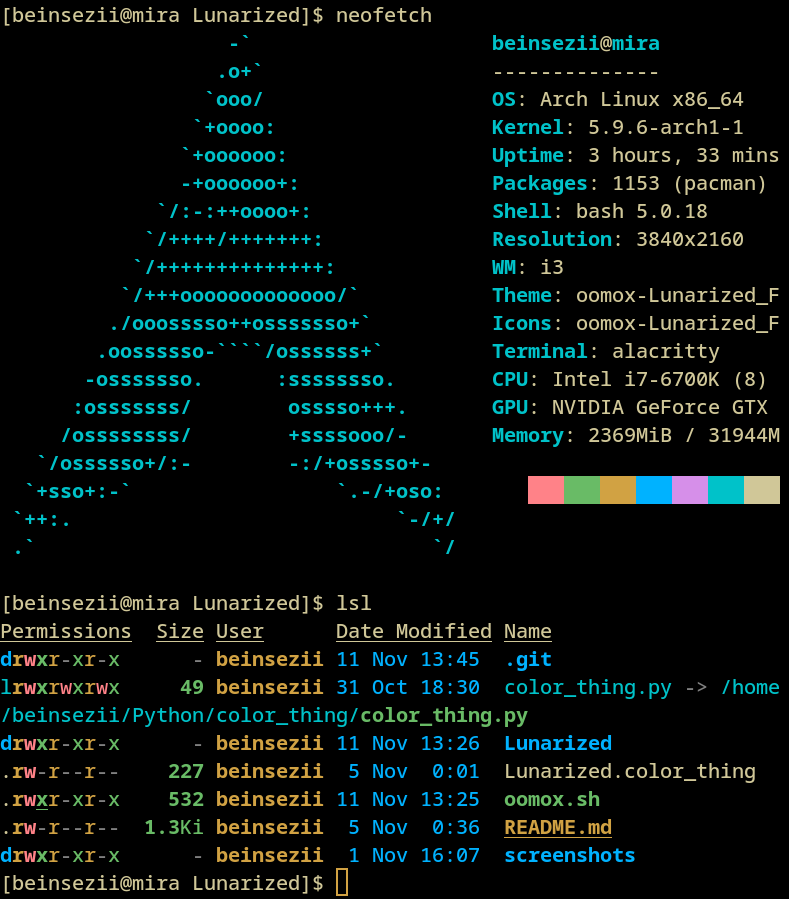 [beinsezii@mira Lunarized]$ neofetch
                   -`                    beinsezii@mira
                  .o+`                   --------------
                 `ooo/                   OS: Arch Linux x86_64
                `+oooo:                  Kernel: 5.9.6-arch1-1
               `+oooooo:                 Uptime: 3 hours, 33 mins
               -+oooooo+:                Packages: 1153 (pacman)
             `/:-:++oooo+:               Shell: bash 5.0.18
            `/++++/+++++++:              Resolution: 3840x2160
           `/++++++++++++++:             WM: i3
          `/+++ooooooooooooo/`           Theme: oomox-Lunarized_F
         ./ooosssso++osssssso+`          Icons: oomox-Lunarized_F
        .oossssso-````/ossssss+`         Terminal: alacritty
       -osssssso.      :ssssssso.        CPU: Intel i7-6700K (8)
      :osssssss/        osssso+++.       GPU: NVIDIA GeForce GTX
     /ossssssss/        +ssssooo/-       Memory: 2369MiB / 31944M
   `/ossssso+/:-        -:/+osssso+-
  `+sso+:-`                 `.-/+oso:
 `++:.                           `-/+/
 .`                                 `/
[beinsezii@mira Lunarized]$ lsl
Permissions  Size User      Date Modified Name
drwxr-xr-x      - beinsezii 11 Nov 13:45  .git
lrwxrwxrwx     49 beinsezii 31 Oct 18:30  color_thing.py -> /home
/beinsezii/Python/color_thing/color_thing.py
drwxr-xr-x      - beinsezii 11 Nov 13:26  Lunarized
.rw-r--r--    227 beinsezii  5 Nov  0:01  Lunarized.color_thing
.rwxr-xr-x    532 beinsezii 11 Nov 13:25  oomox.sh
.rw-r--r--  1.3Ki beinsezii  5 Nov  0:36  README.md
drwxr-xr-x      - beinsezii  1 Nov 16:07  screenshots
[beinsezii@mira Lunarized]$